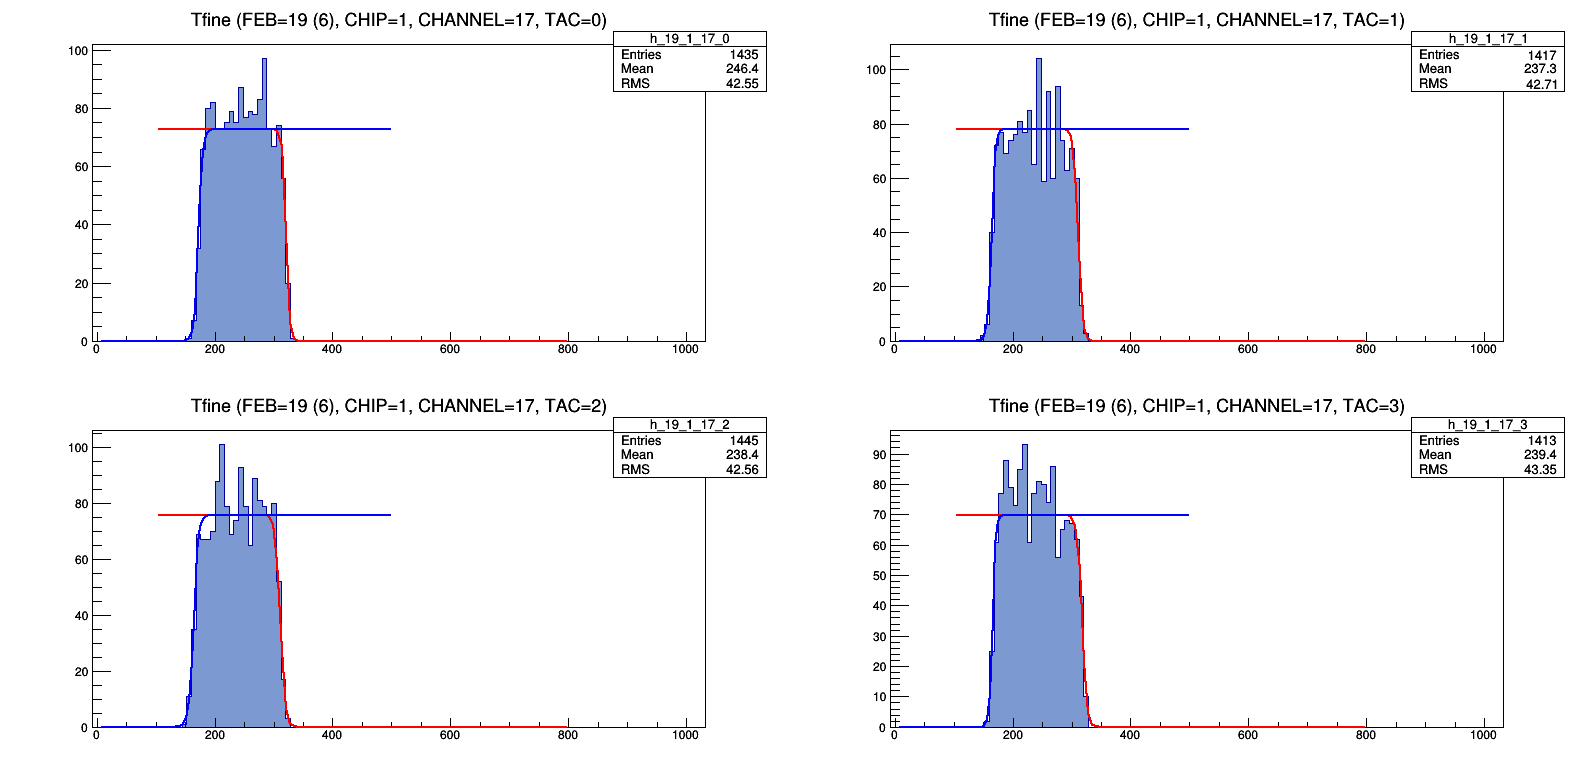 Tfine (FEB=19 (6), CHIP=1, CHANNEL=17, TAC=0)
h_19_1_17_0
Entries 1435
Mean 246.4
RMS 42.55
100
80
60
40
20
0
0 200 400 600 800 1000
Tfine (FEB=19 (6), CHIP=1, CHANNEL=17, TAC=1)
h_19_1_17_1
Entries 1417
Mean 237.3
RMS 42.71
100
80
60
40
20
0
0 200 400 600 800 1000
Tfine (FEB=19 (6), CHIP=1, CHANNEL=17, TAC=2)
h_19_1_17_2
Entries 1445
Mean 238.4
RMS 42.56
100
80
60
40
20
0
0 200 400 600 800 1000
Tfine (FEB=19 (6), CHIP=1, CHANNEL=17, TAC=3)
h_19_1_17_3
Entries 1413
Mean 239.4
RMS 43.35
90
80
70
60
50
40
30
20
10
0
0 200 400 600 800 1000